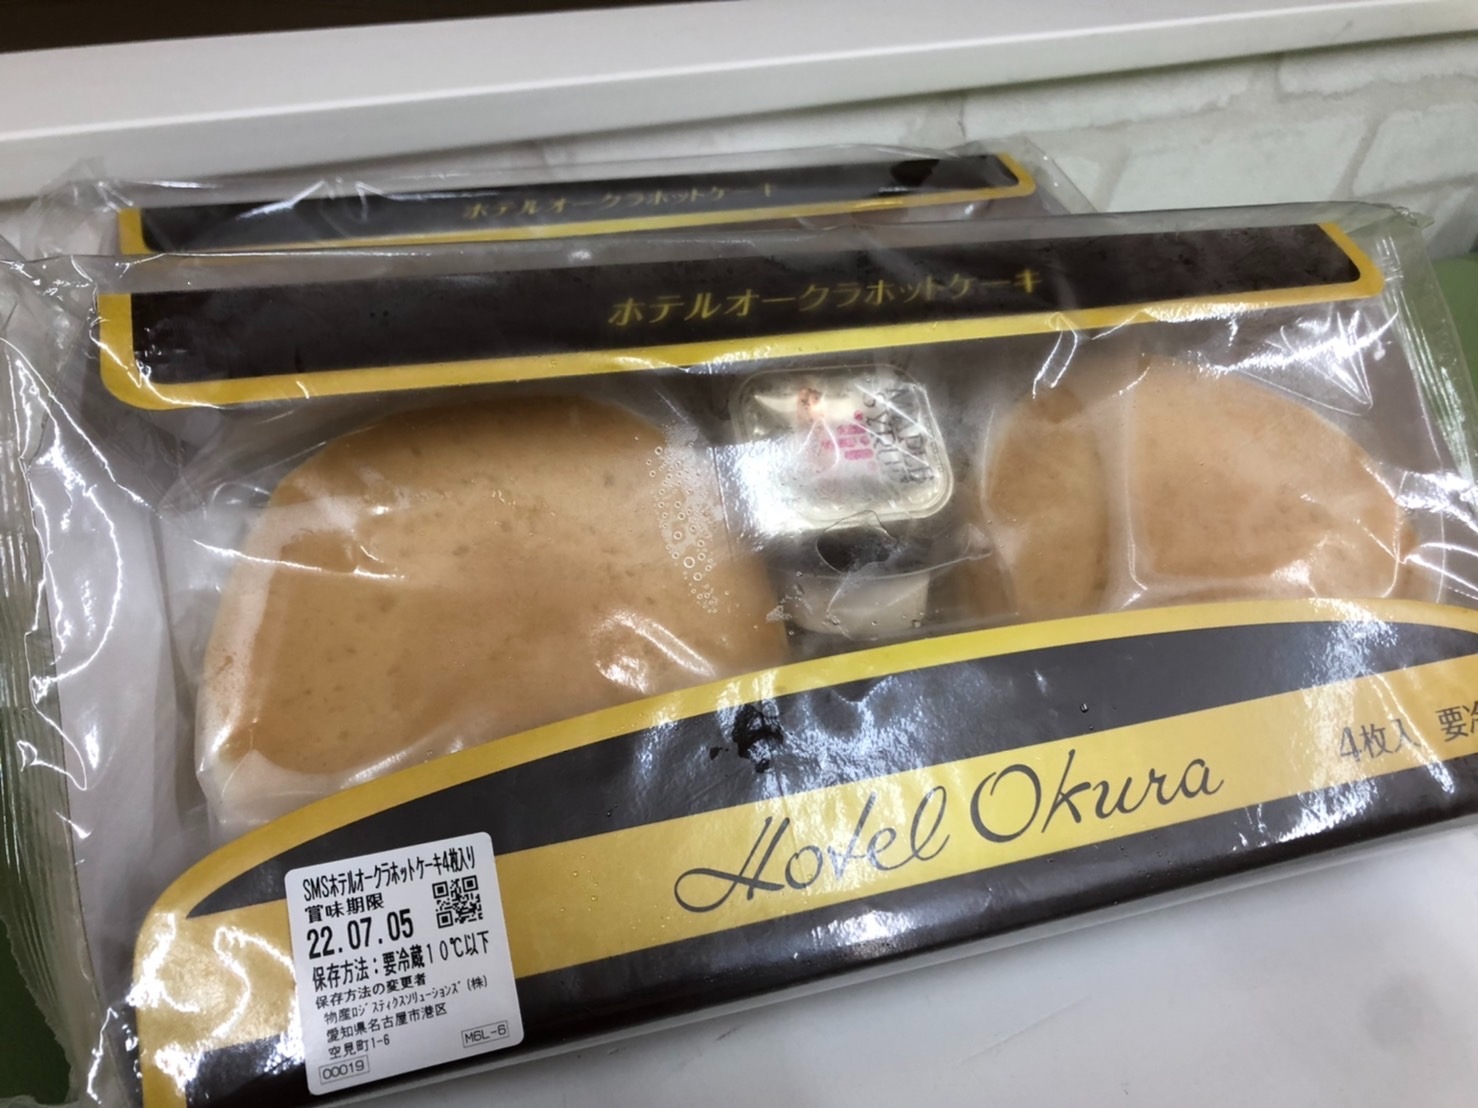 ホテルオークラホットケーキ
ホテルオークラホットケーキ
Hotel Okura
4枚入 要冷
SMSホテルオークラホットケーキ4枚入り
賞味期限
22.07.05
保存方法:要冷蔵10℃以下
保存方法の変更者
物産ロジスティクスソリューションズ(株)
愛知県名古屋市港区
空見町1-6
00019
M6L-6